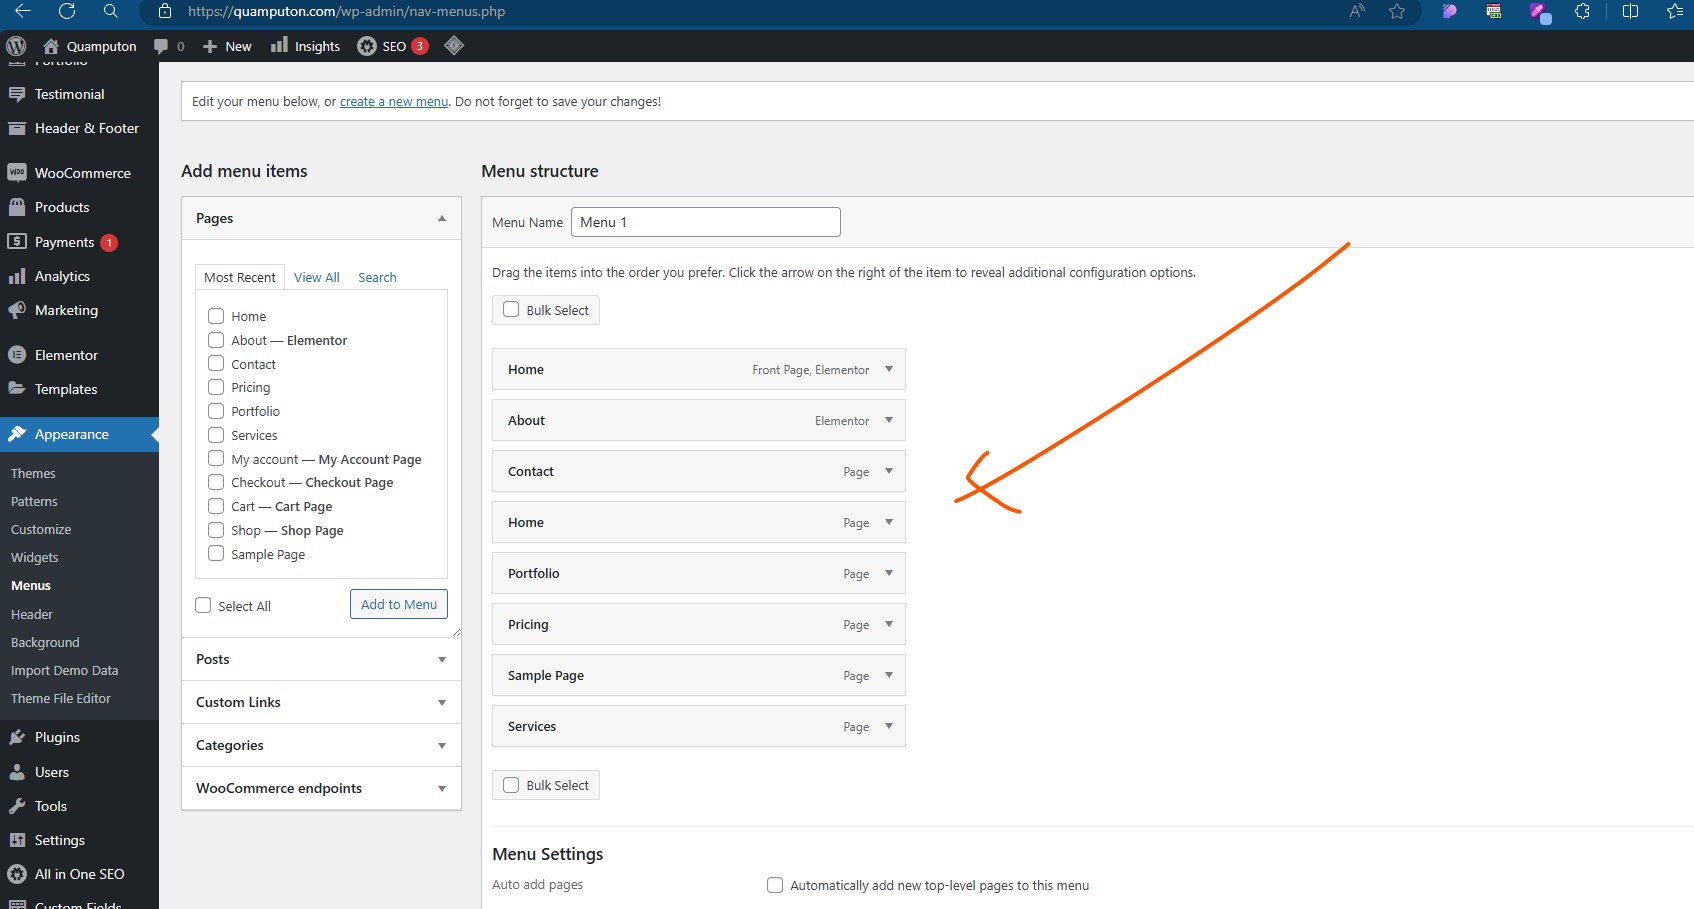 https://quamputon.com/wp-admin/nav-menus.php
Quamputon 0 New Insights SEO 3
Portfolio
Testimonial
Header & Footer
WooCommerce
Products
Payments 1
Analytics
Marketing
Elementor
Templates
Appearance
Themes
Patterns
Customize
Widgets
Menus
Header
Background
Import Demo Data
Theme File Editor
Plugins
Users
Tools
Settings
All in One SEO
Custom Fields
Edit your menu below, or create a new menu. Do not forget to save your changes!
Add menu items
Pages
Most Recent View All Search
Home
About — Elementor
Contact
Pricing
Portfolio
Services
My account — My Account Page
Checkout — Checkout Page
Cart — Cart Page
Shop — Shop Page
Sample Page
Select All Add to Menu
Posts
Custom Links
Categories
WooCommerce endpoints
Menu structure
Menu Name Menu 1
Drag the items into the order you prefer. Click the arrow on the right of the item to reveal additional configuration options.
Bulk Select
Home Front Page, Elementor
About Elementor
Contact Page
Home Page
Portfolio Page
Pricing Page
Sample Page Page
Services Page
Bulk Select
Menu Settings
Auto add pages Automatically add new top-level pages to this menu